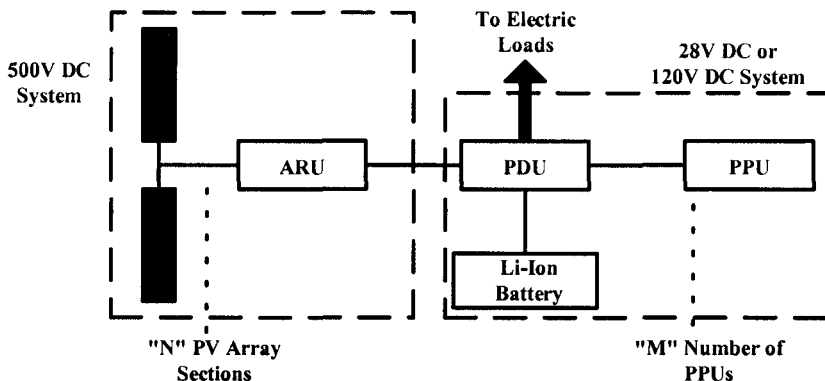 To Electric
Loads
500V DC
System
28V DC or
120V DC System
ARU
PDU
PPU
Li-Ion
Battery
"N" PV Array
Sections
"M" Number of
PPUs